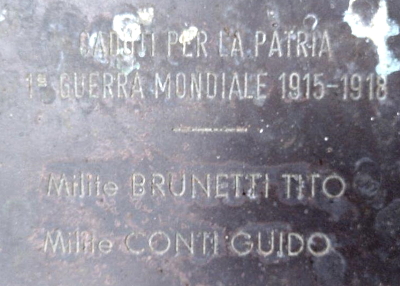 CADUTI PER LA PATRIA
1ª GUERRA MONDIALE 1915-1918
Milite BRUNETTI TITO
Milite CONTI GUIDO